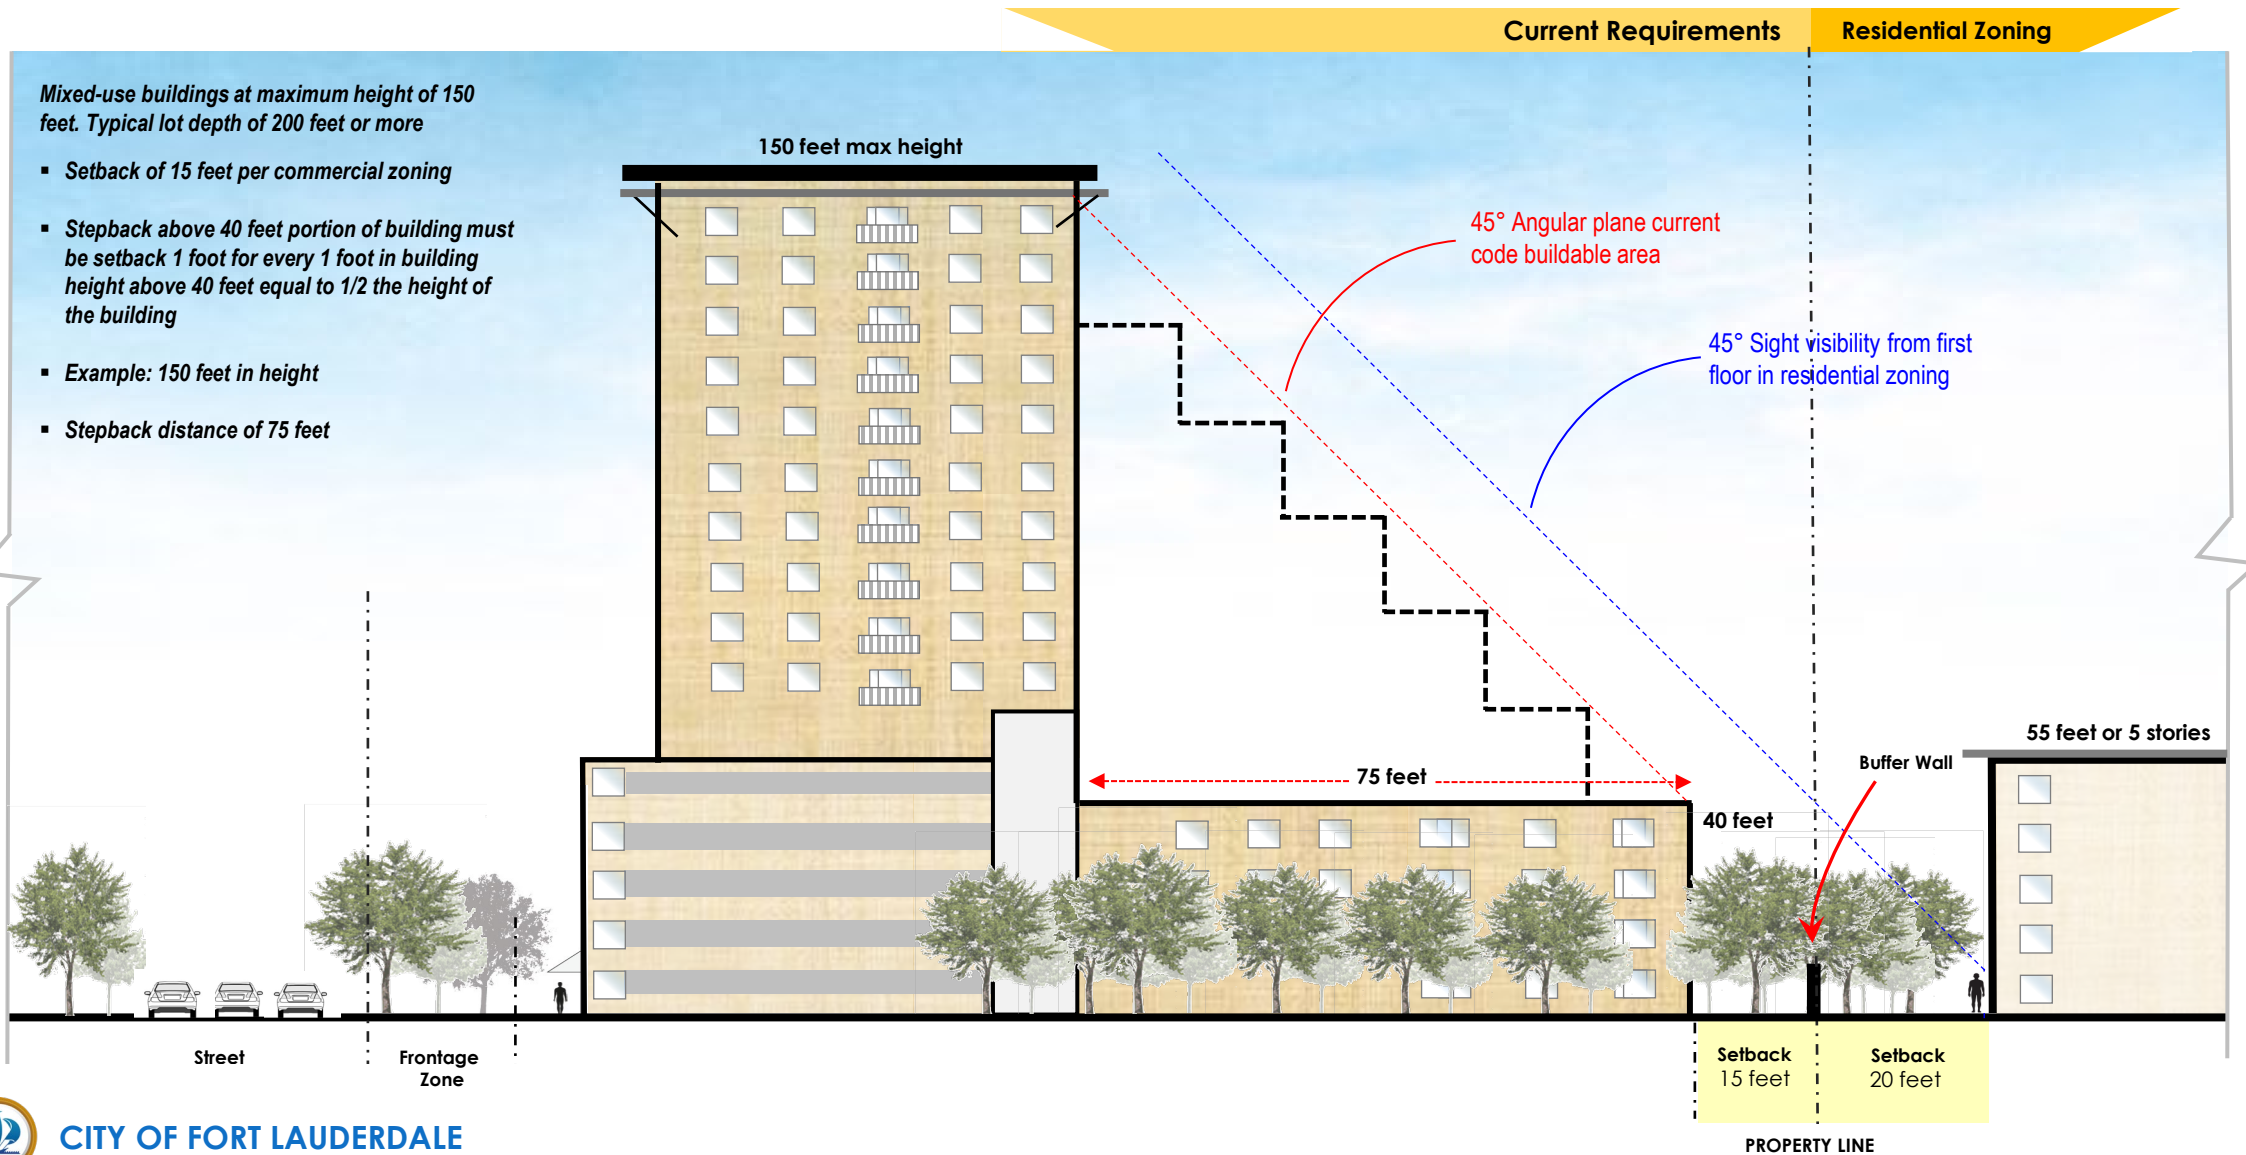 Current Requirements
Residential Zoning
Mixed-use buildings at maximum height of 150
feet. Typical lot depth of 200 feet or more
▪ Setback of 15 feet per commercial zoning
▪ Stepback above 40 feet portion of building must
be setback 1 foot for every 1 foot in building
height above 40 feet equal to 1/2 the height of
the building
▪ Example: 150 feet in height
▪ Stepback distance of 75 feet
150 feet max height
45° Angular plane current
code buildable area
45° Sight visibility from first
floor in residential zoning
55 feet or 5 stories
Buffer Wall
75 feet
40 feet
Street
Frontage
Zone
Setback
15 feet
Setback
20 feet
CITY OF FORT LAUDERDALE
PROPERTY LINE